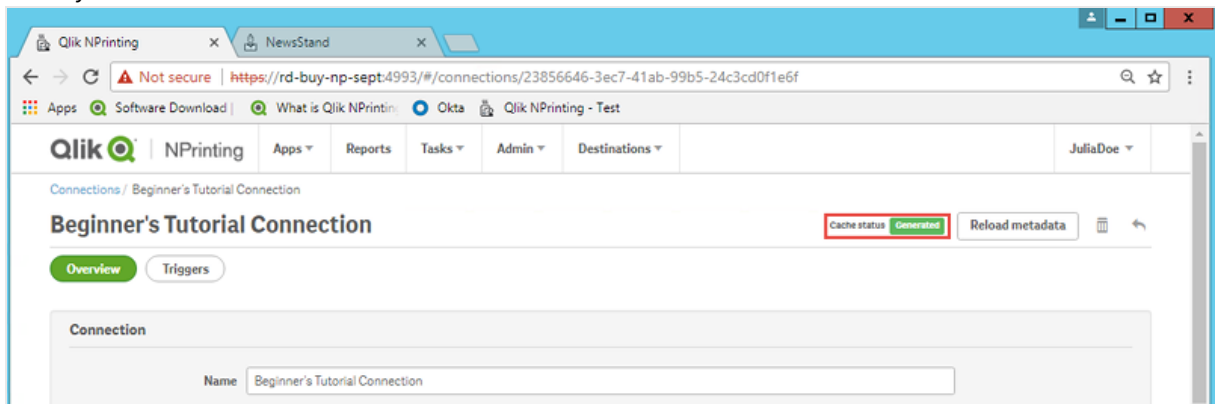 Qlik NPrinting NewsStand
Not secure https://rd-buy-np-sept:4993/#/connections/23856646-3ec7-41ab-99b5-24c3cd0f1e6f
Apps Software Download | What is Qlik NPrinting Okta Qlik NPrinting - Test
Qlik NPrinting Apps Reports Tasks Admin Destinations JuliaDoe
Connections / Beginner's Tutorial Connection
Beginner's Tutorial Connection Cache status Generated Reload metadata
Overview Triggers
Connection
Name Beginner's Tutorial Connection